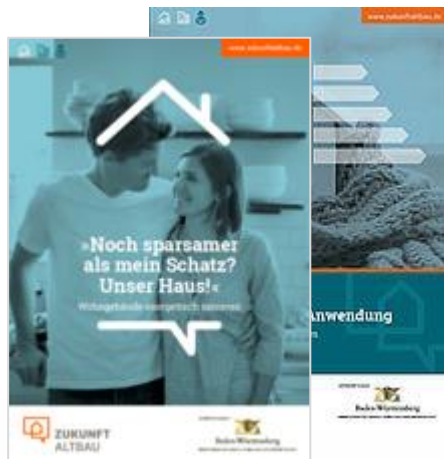 www.zukunftaltbau.de
»Noch sparsamer
als mein Schatz?
Unser Haus!«
Wohngebäude energetisch sanieren
ZUKUNFT
ALTBAU
Baden-Württemberg
www.zukunftaltbau.de
Anwendung
Baden-Württemberg